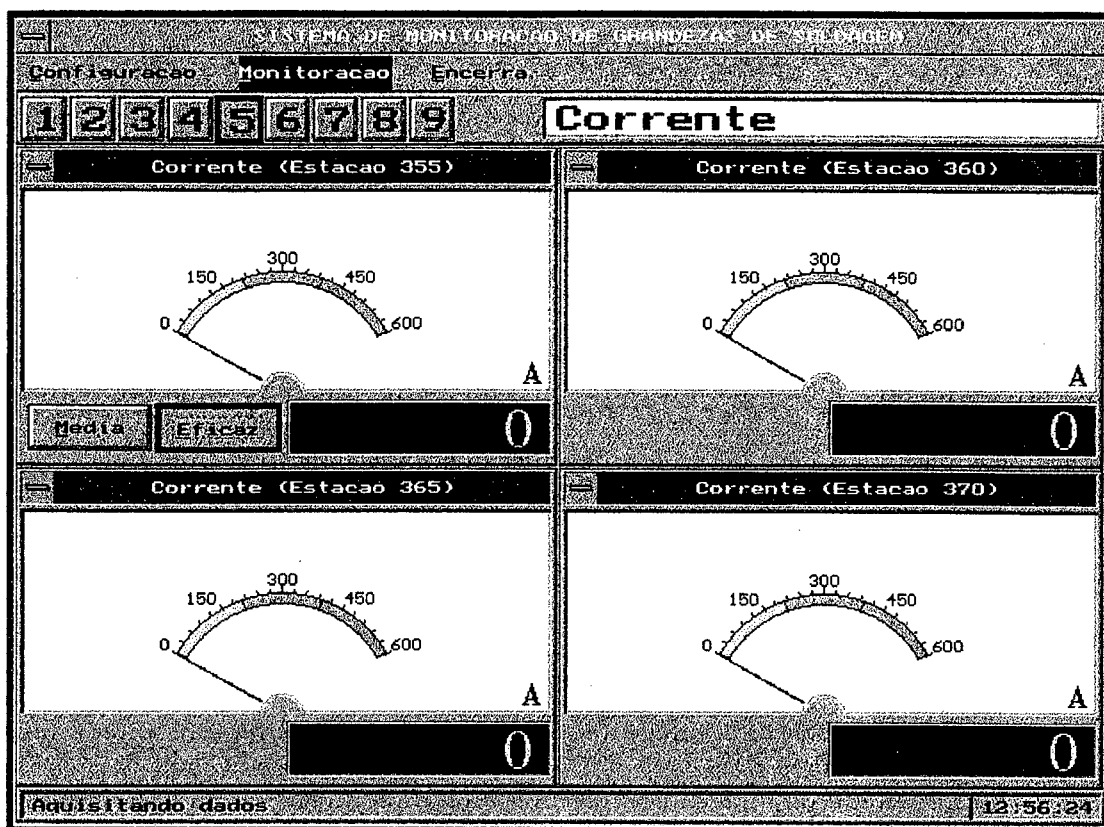 SISTEMA DE MONITORACAO DE GRANDEZAS DE SOLDAGEM
Configuracao Monitoracao Encerra
1 2 3 4 5 6 7 8 9 Corrente
Corrente (Estacao 355)
0 150 300 450 600
A
Media Eficaz 0
Corrente (Estacao 360)
0 150 300 450 600
A
0
Corrente (Estacao 365)
0 150 300 450 600
A
0
Corrente (Estacao 370)
0 150 300 450 600
A
0
Aquisitando dados 12:56:24